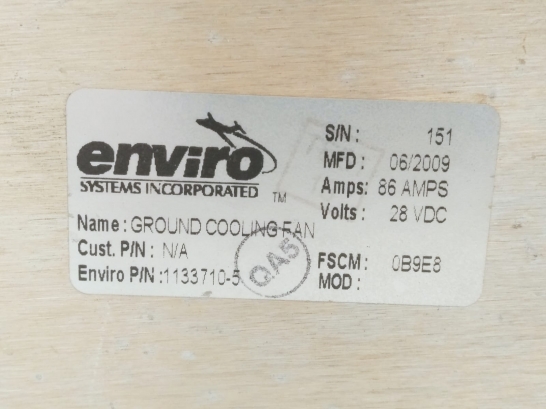 enviro
SYSTEMS INCORPORATED ™
Name : GROUND COOLING FAN
Cust. P/N : N/A
Enviro P/N : 1133710-5
QA5
S/N : 151
MFD : 06/2009
Amps: 86 AMPS
Volts : 28 VDC
FSCM : 0B9E8
MOD :